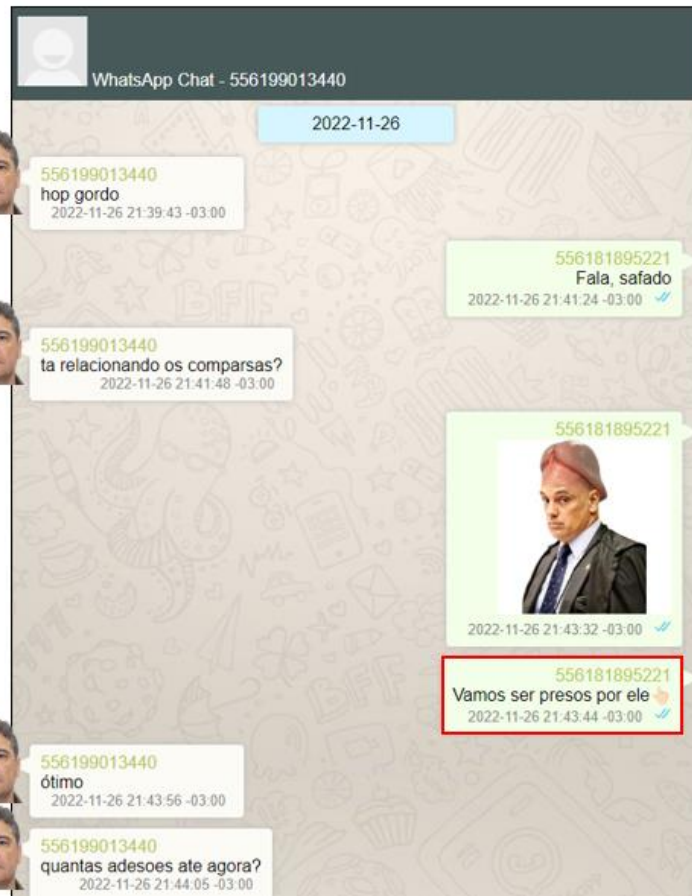 WhatsApp Chat - 556199013440
2022-11-26
556199013440
hop gordo
2022-11-26 21:39:43 -03:00
556181895221
Fala, safado
2022-11-26 21:41:24 -03:00
556199013440
ta relacionando os comparsas?
2022-11-26 21:41:48 -03:00
556181895221
2022-11-26 21:43:32 -03:00
556181895221
Vamos ser presos por ele👆🏻
2022-11-26 21:43:44 -03:00
556199013440
ótimo
2022-11-26 21:43:56 -03:00
556199013440
quantas adesoes ate agora?
2022-11-26 21:44:05 -03:00